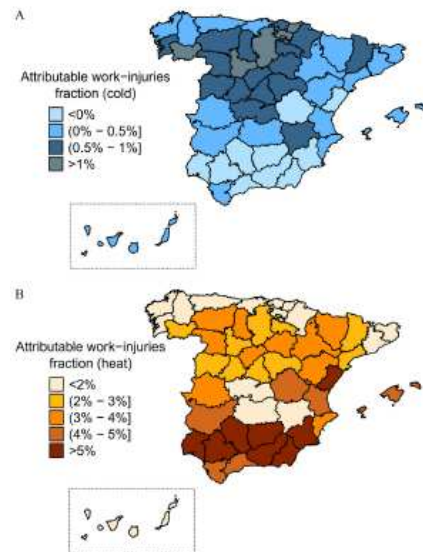 A
Attributable work−injuries
fraction (cold)
<0%
(0% − 0.5%]
(0.5% − 1%]
>1%
B
Attributable work−injuries
fraction (heat)
<2%
(2% − 3%]
(3% − 4%]
(4% − 5%]
>5%